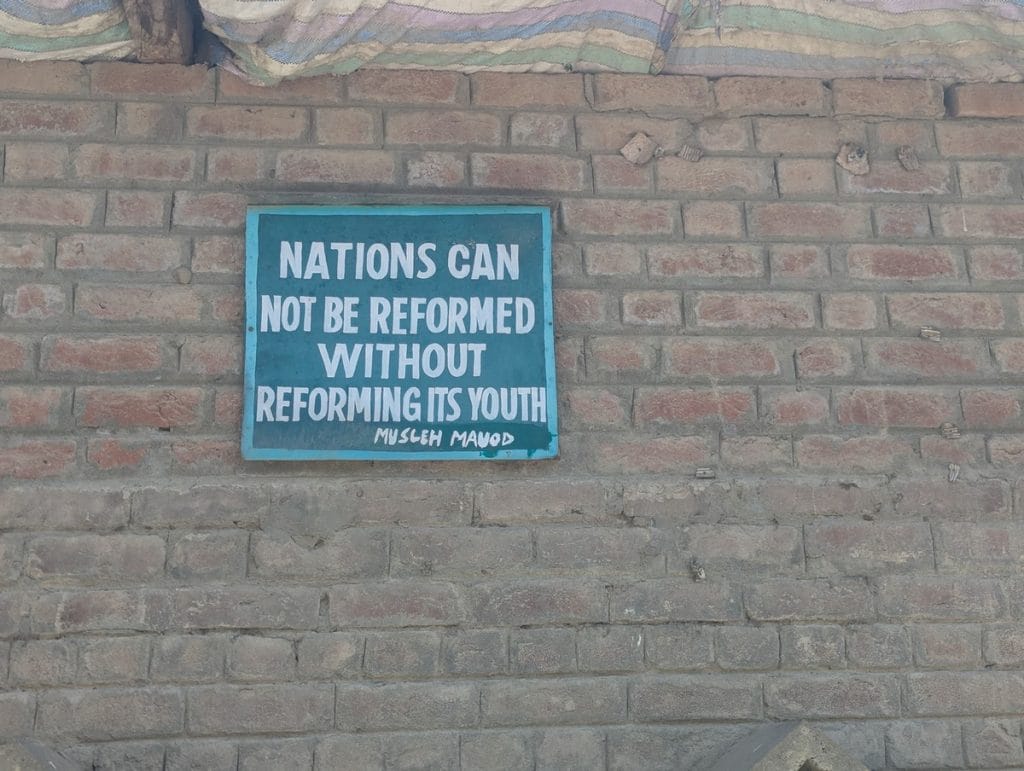 NATIONS CAN
NOT BE REFORMED
WITHOUT
REFORMING ITS YOUTH
MUSLEH MAUOD